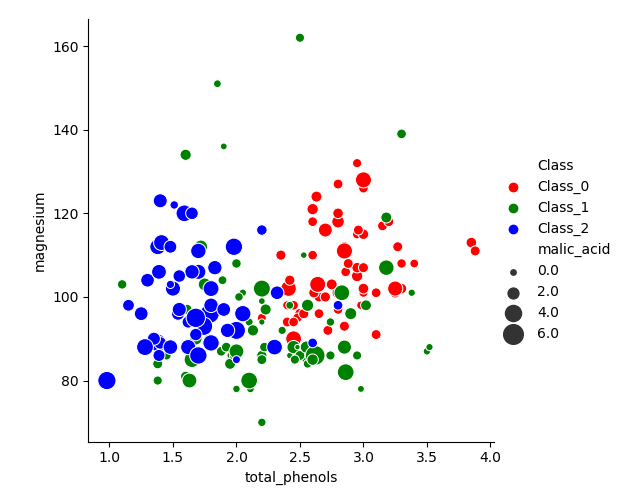 160
140
120
100
80
magnesium
1.0 1.5 2.0 2.5 3.0 3.5 4.0
total_phenols
Class
Class_0
Class_1
Class_2
malic_acid
0.0
2.0
4.0
6.0